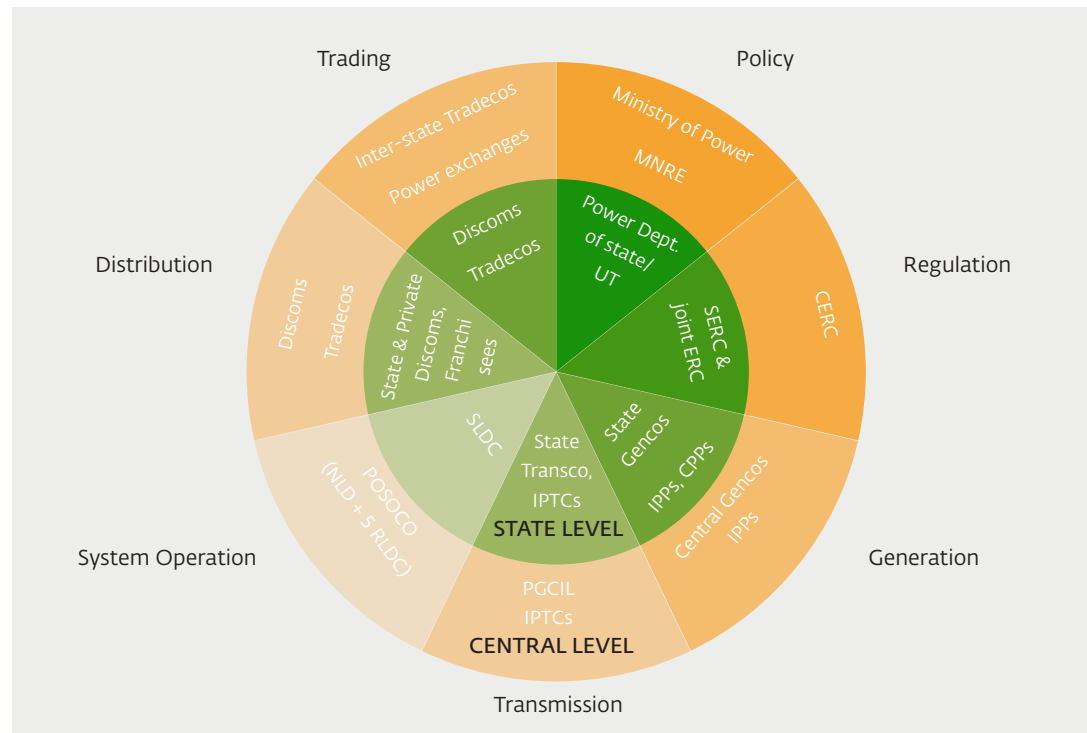 Trading
Policy
Inter-state Tradecos
Power exchanges
Ministry of Power
MNRE
Discoms
Tradecos
Power Dept.
of state/
UT
Distribution
Regulation
Discoms
Tradecos
State & Private
Discoms,
Franchi
sees
SERC &
joint ERC
CERC
SLDC
State
Transco,
IPTCs
STATE LEVEL
State
Gencos
IPPs, CPPs
POSOCO
(NLD + 5 RLDC)
Central Gencos
IPPs
System Operation
Generation
PGCIL
IPTCs
CENTRAL LEVEL
Transmission